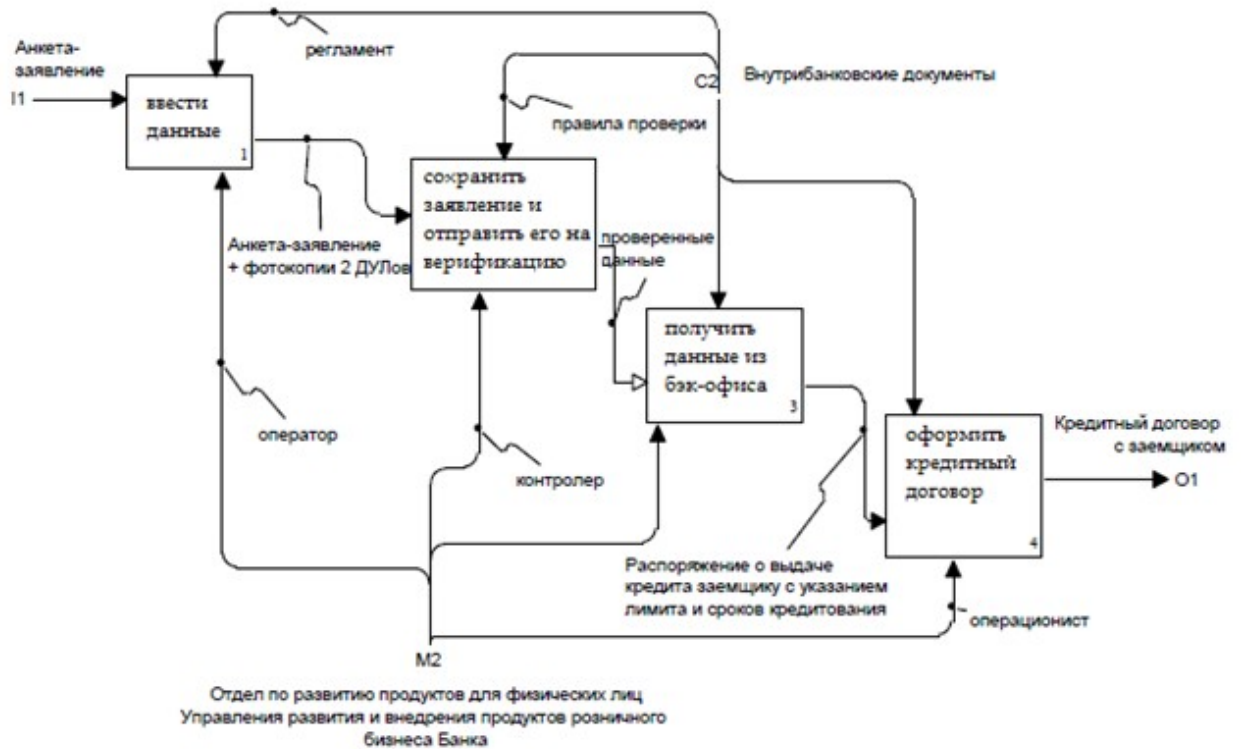 регламент
Анкета-
заявление
I1
ввести
данные
1
C2
Внутрибанковские документы
правила проверки
сохранить
заявление и
отправить его на
верификацию
Анкета-заявление
+ фотокопии 2 ДУЛов
проверенные
данные
получить
данные из
бэк-офиса
3
оператор
контролер
оформить
кредитный
договор
4
Кредитный договор
с заемщиком
O1
Распоряжение о выдаче
кредита заемщику с указанием
лимита и сроков кредитования
операционист
M2
Отдел по развитию продуктов для физических лиц
Управления развития и внедрения продуктов розничного
бизнеса Банка